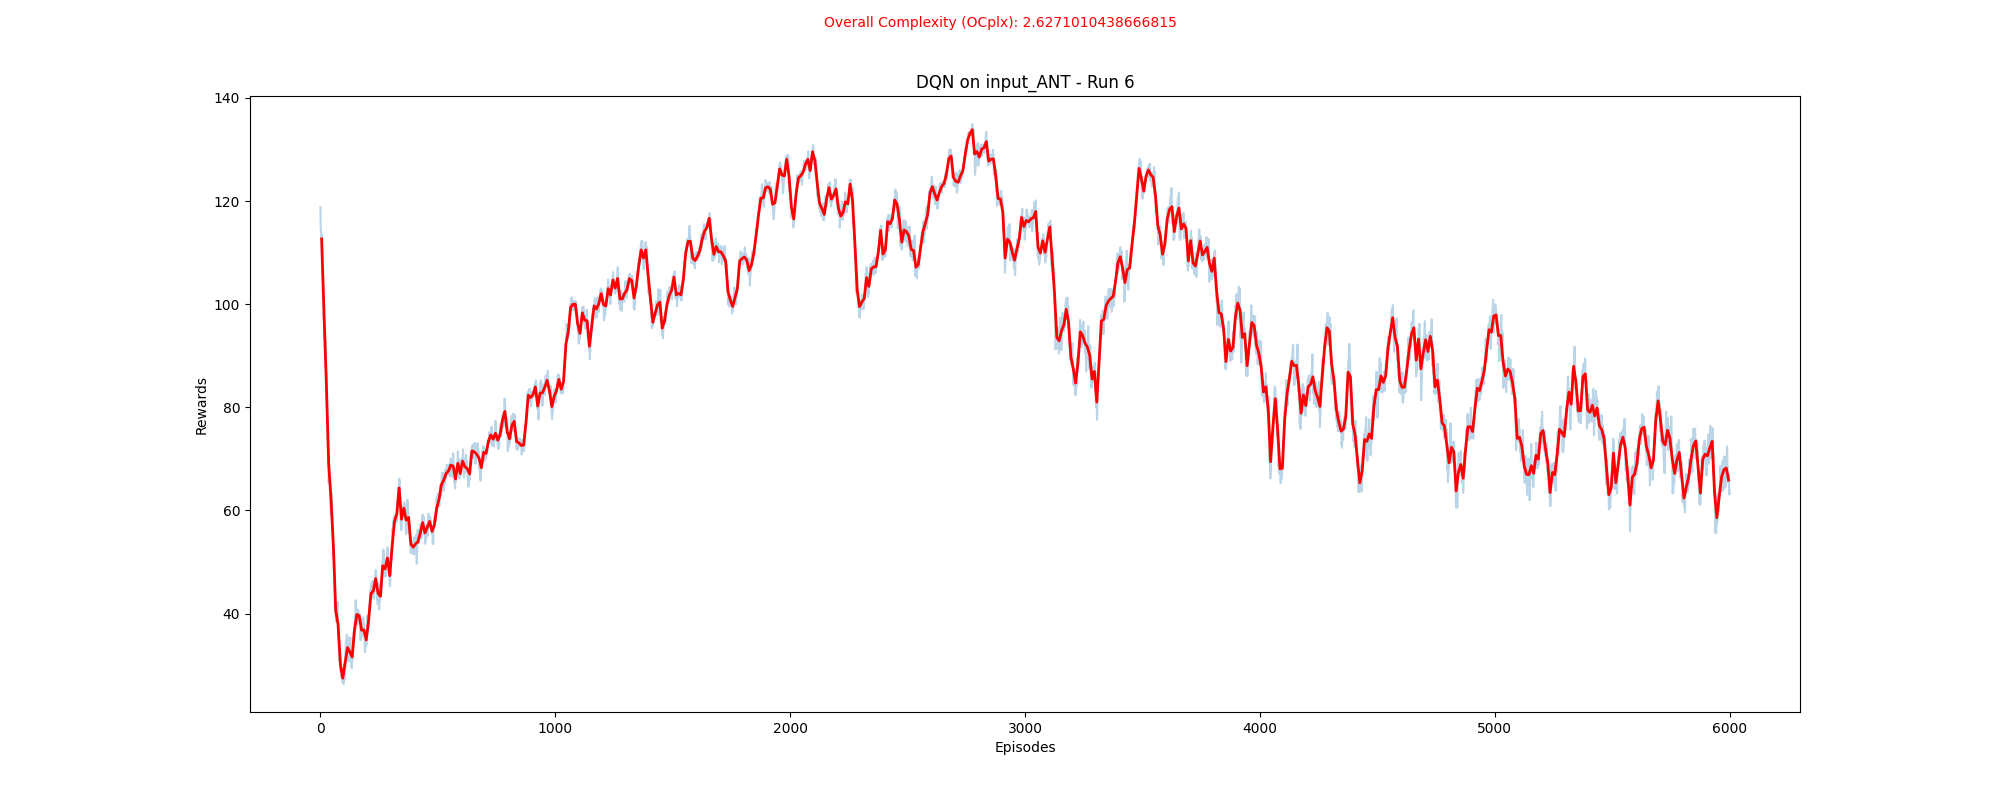 Overall Complexity (OCplx): 2.6271010438666815
DQN on input_ANT - Run 6
140
120
100
80
60
40
Rewards
0 1000 2000 3000 4000 5000 6000
Episodes